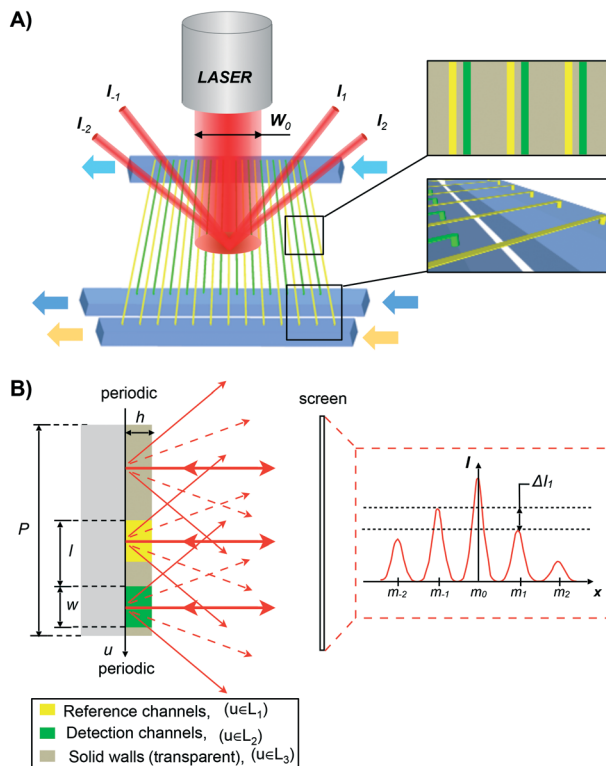 A)
LASER
I-1
I-2
W0
I1
I2
B)
periodic
h
P
l
w
u
periodic
screen
I
ΔI1
m-2
m-1
m0
m1
m2
x
Reference channels, (u∈L1)
Detection channels, (u∈L2)
Solid walls (transparent), (u∈L3)